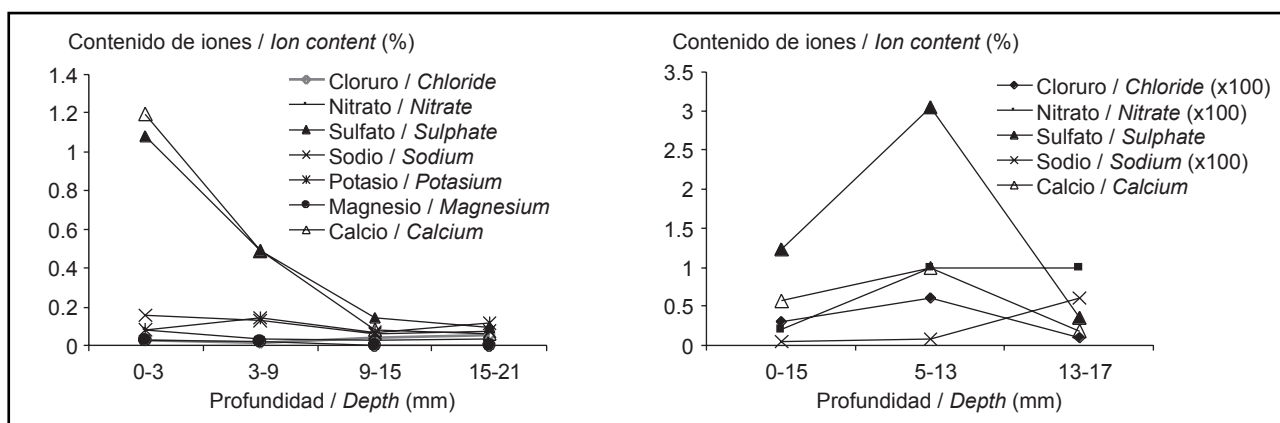 Contenido de iones / Ion content (%)
1.4
1.2
1
0.8
0.6
0.4
0.2
0
Cloruro / Chloride
Nitrato / Nitrate
Sulfato / Sulphate
Sodio / Sodium
Potasio / Potasium
Magnesio / Magnesium
Calcio / Calcium
0-3 3-9 9-15 15-21
Profundidad / Depth (mm)
Contenido de iones / Ion content (%)
3.5
3
2.5
2
1.5
1
0.5
0
Cloruro / Chloride (x100)
Nitrato / Nitrate (x100)
Sulfato / Sulphate
Sodio / Sodium (x100)
Calcio / Calcium
0-15 5-13 13-17
Profundidad / Depth (mm)